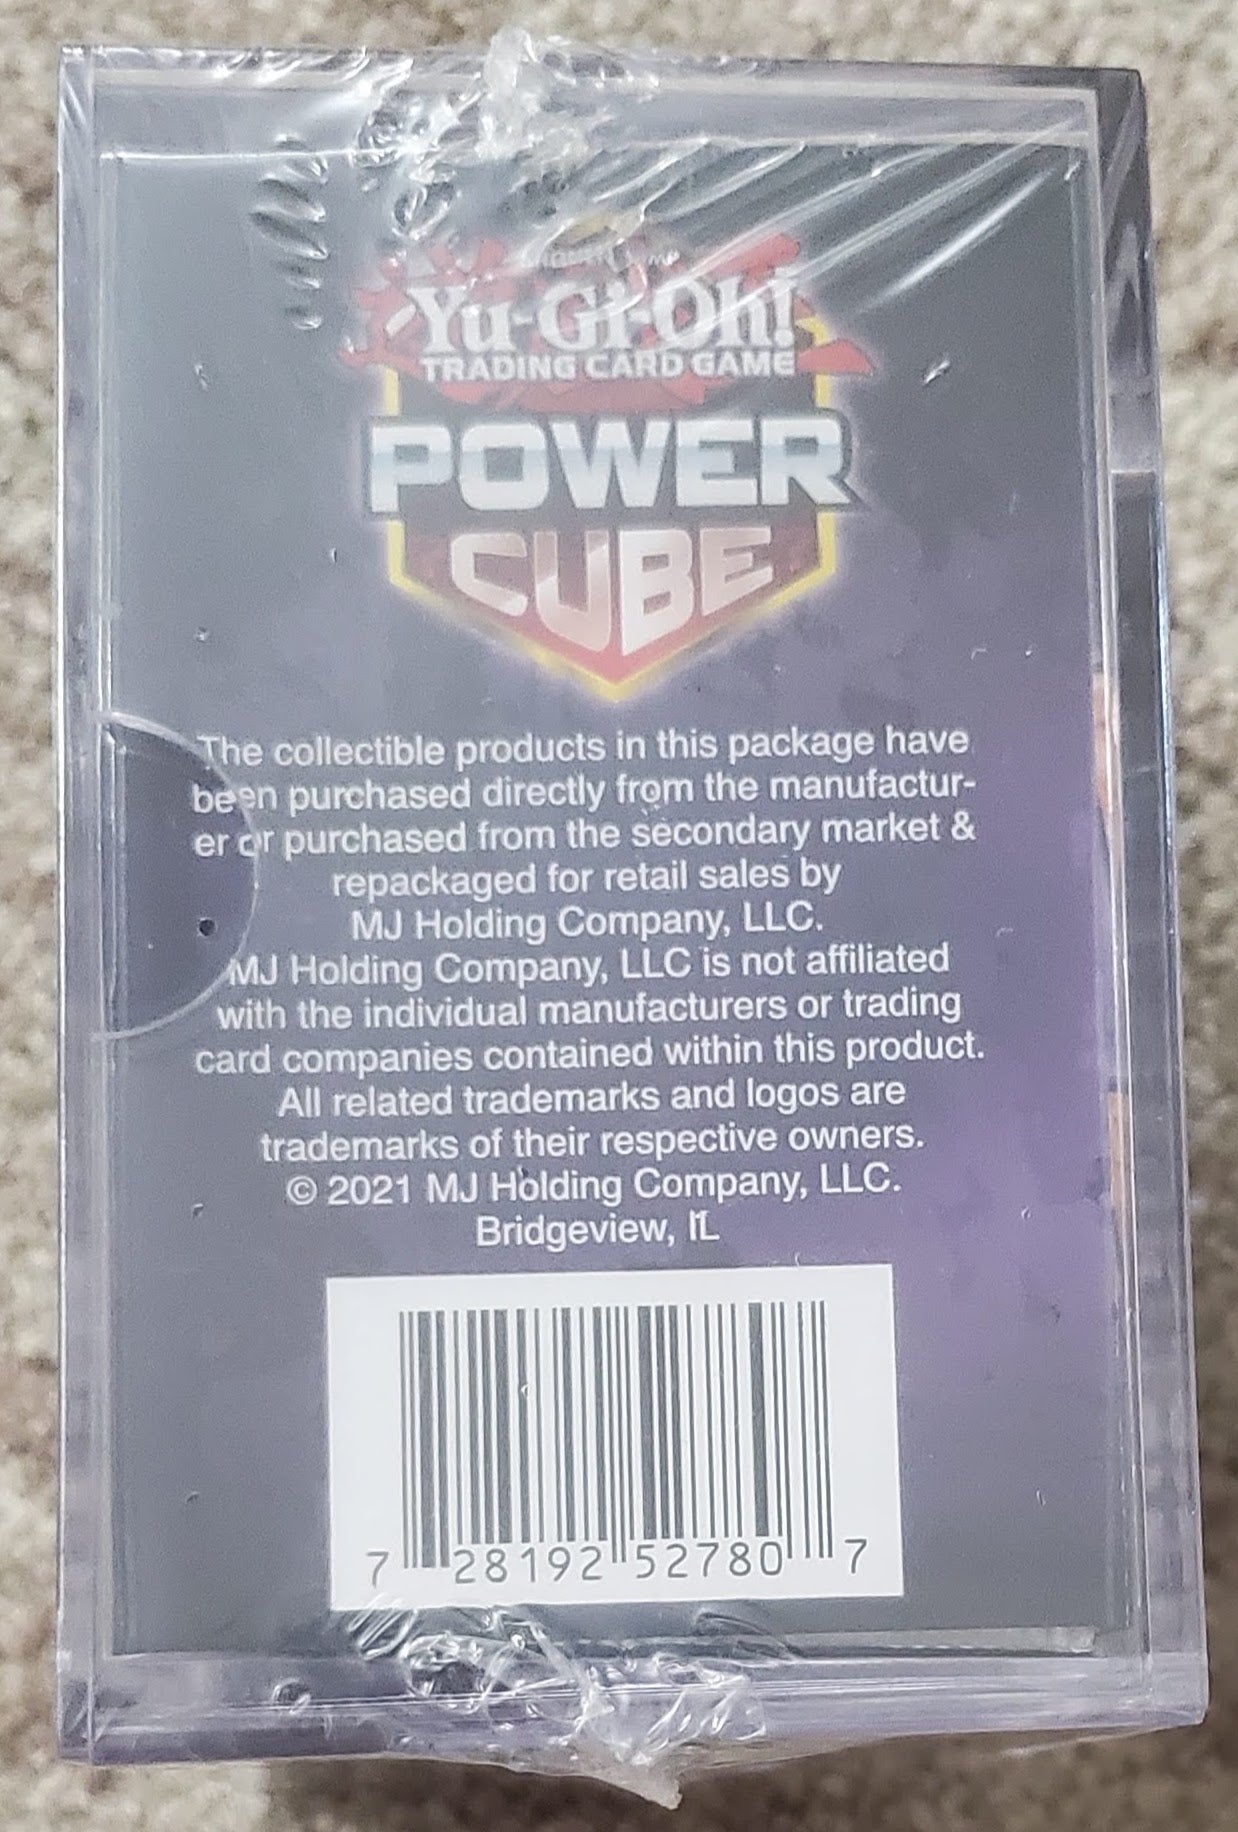 Yu-Gi-Oh!
TRADING CARD GAME
POWER
CUBE
The collectible products in this package have
been purchased directly from the manufactur-
er or purchased from the secondary market &
repackaged for retail sales by
MJ Holding Company, LLC.
MJ Holding Company, LLC is not affiliated
with the individual manufacturers or trading
card companies contained within this product.
All related trademarks and logos are
trademarks of their respective owners.
© 2021 MJ Holding Company, LLC.
Bridgeview, IL
7 28192 52780 7